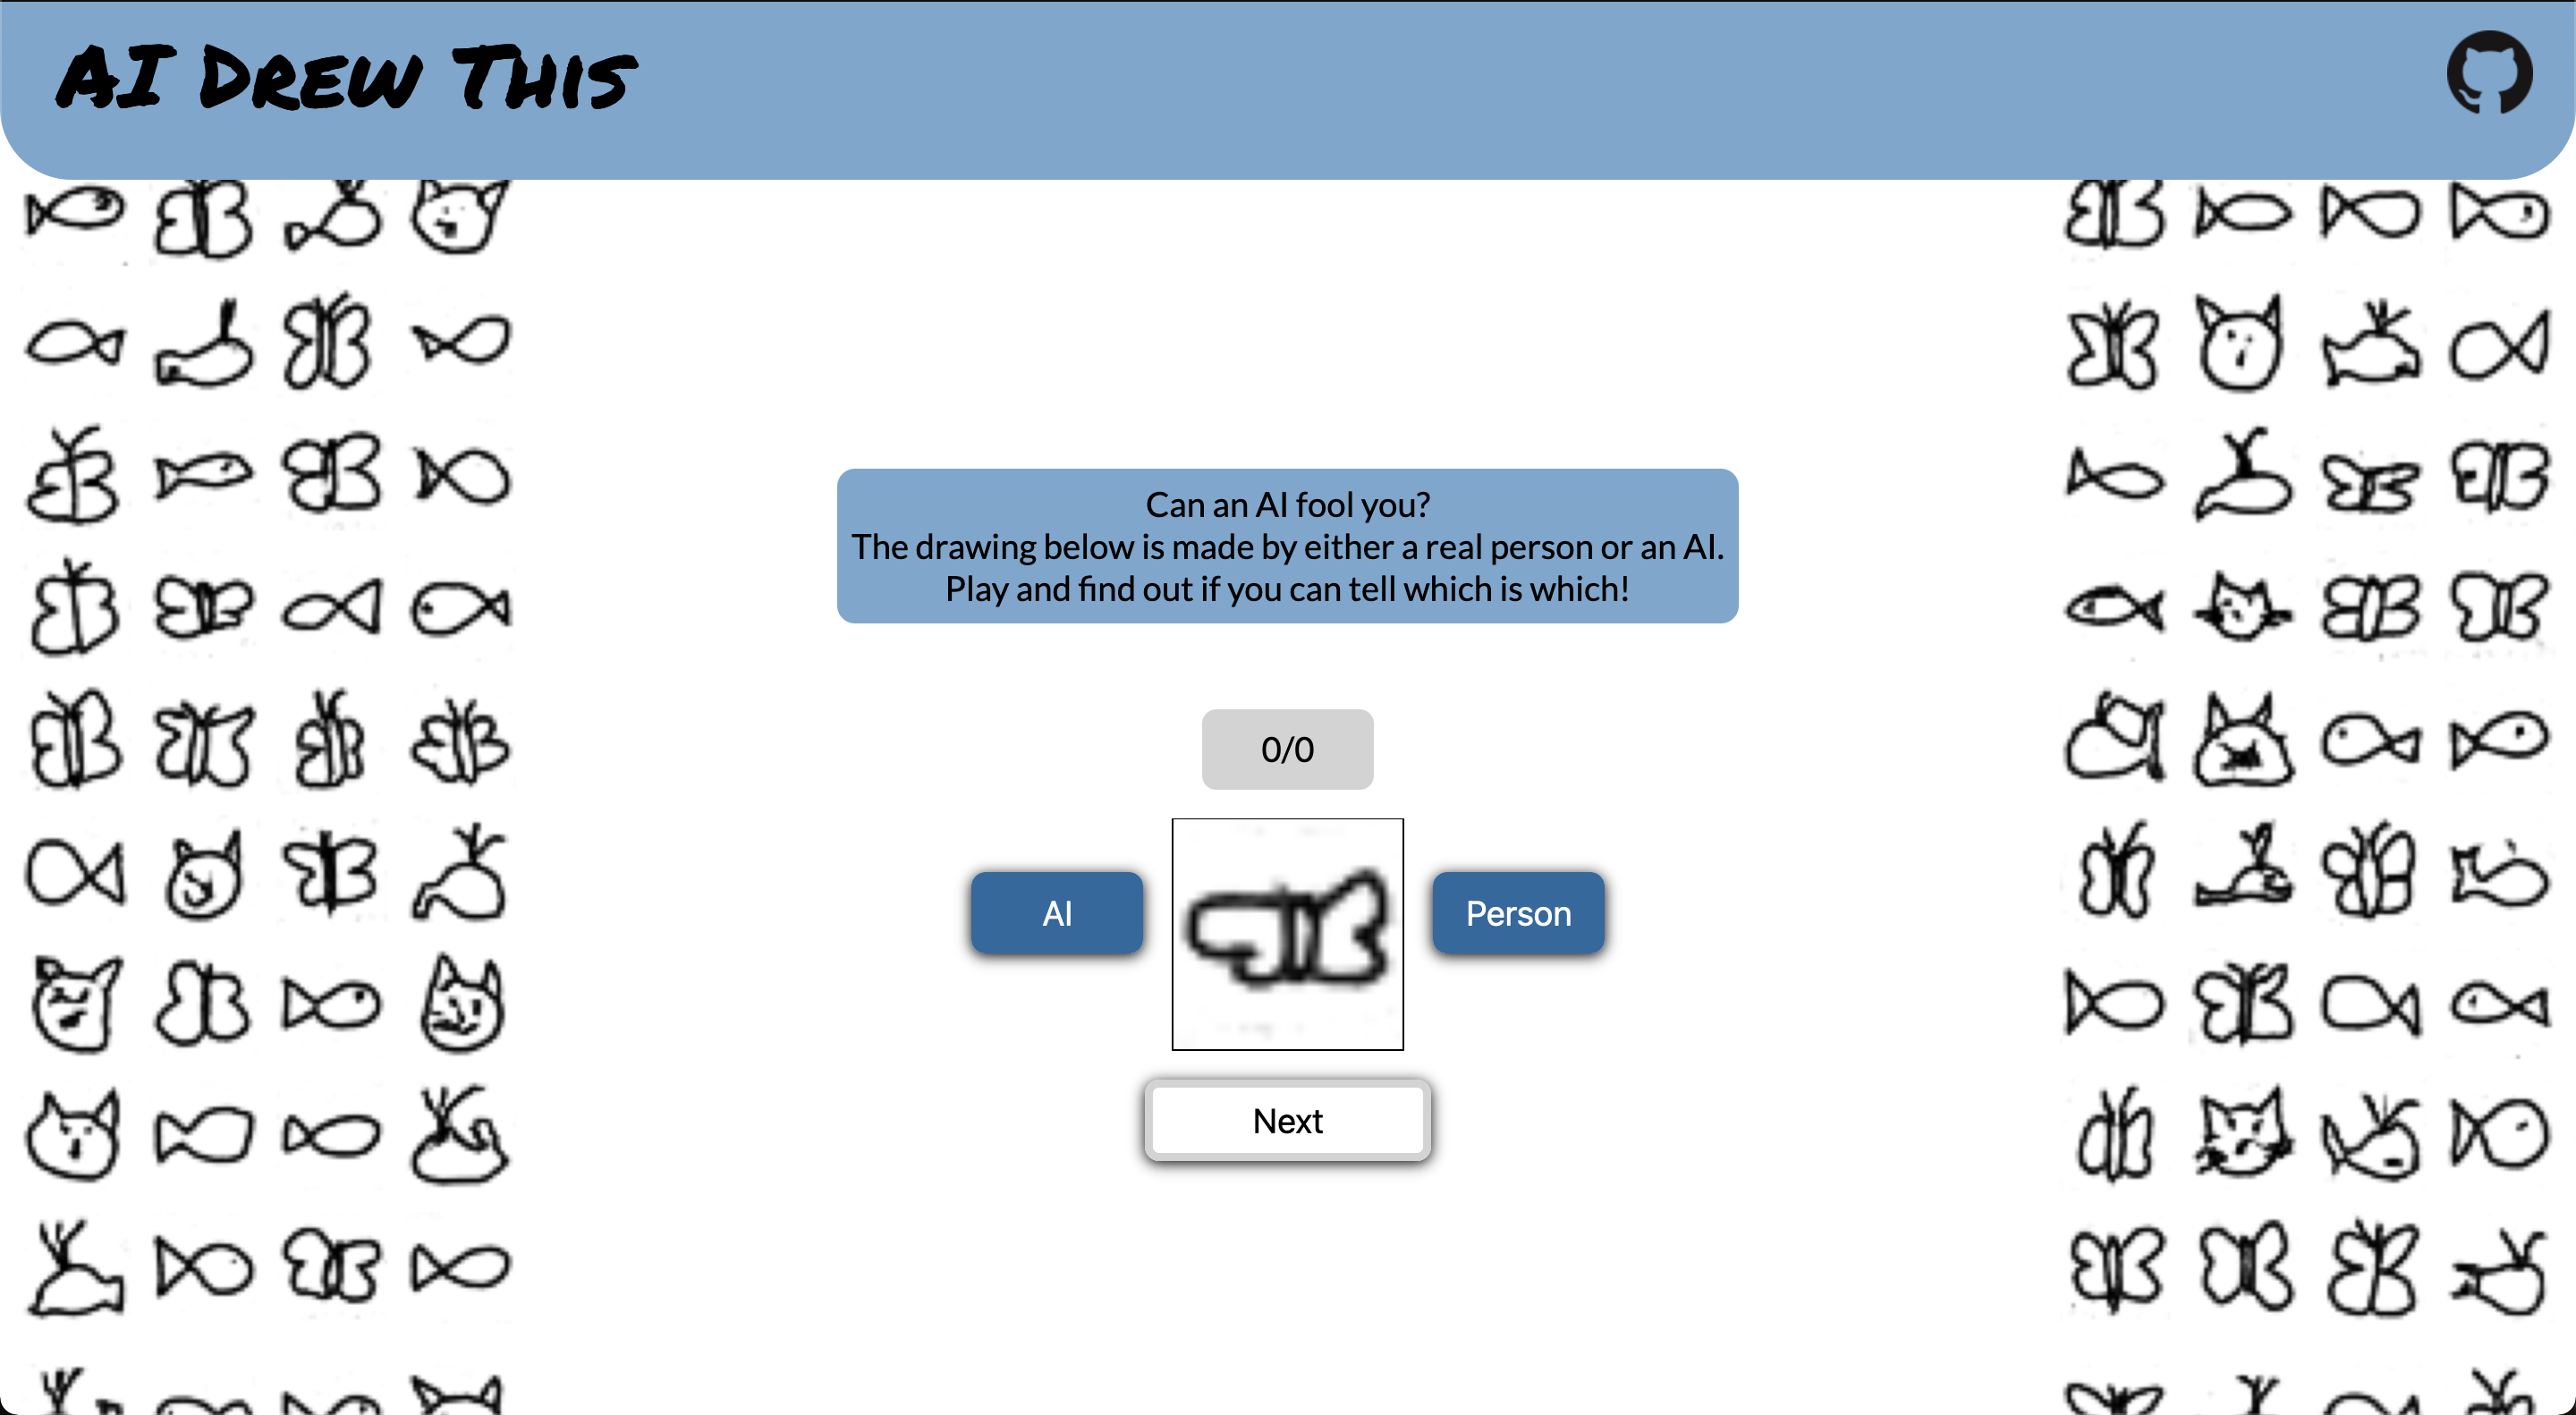 AI Drew This
Can an AI fool you?
The drawing below is made by either a real person or an AI.
Play and find out if you can tell which is which!
0/0
AI
Person
Next